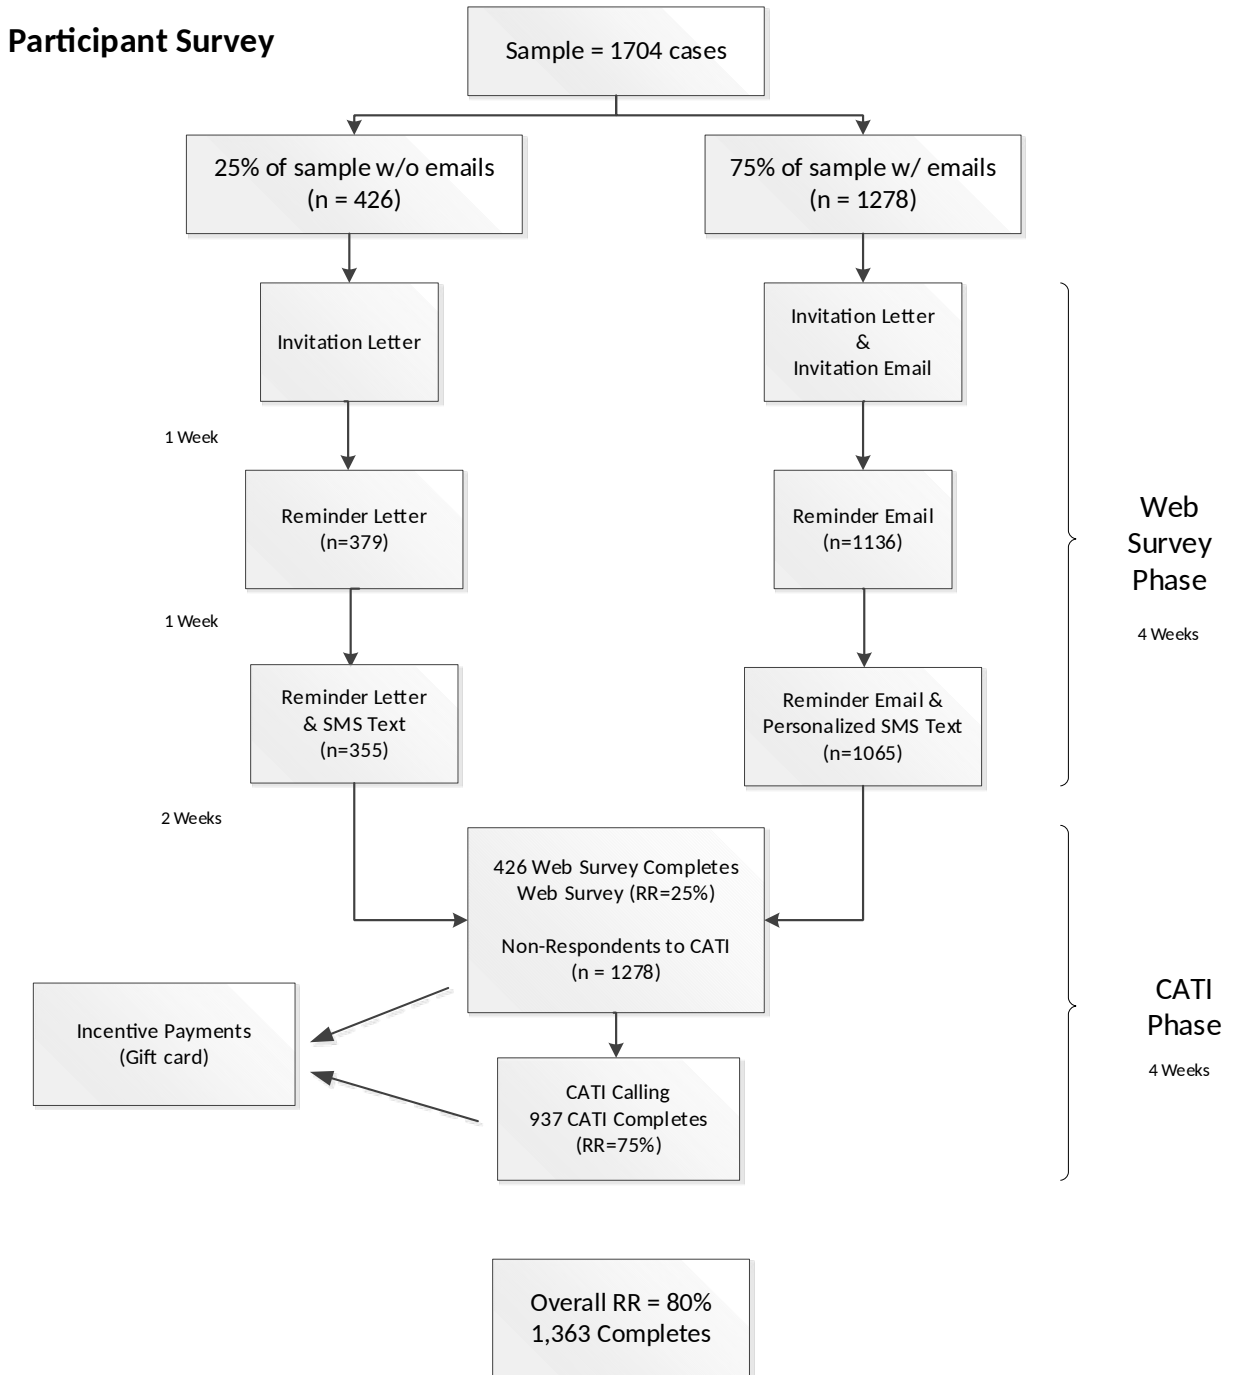 Participant Survey
Sample = 1704 cases
25% of sample w/o emails
(n = 426)
75% of sample w/ emails
(n = 1278)
Invitation Letter
Invitation Letter
&
Invitation Email
1 Week
Reminder Letter
(n=379)
Reminder Email
(n=1136)
Web
Survey
Phase
4 Weeks
1 Week
Reminder Letter
& SMS Text
(n=355)
Reminder Email &
Personalized SMS Text
(n=1065)
2 Weeks
426 Web Survey Completes
Web Survey (RR=25%)
Non-Respondents to CATI
(n = 1278)
CATI
Phase
4 Weeks
Incentive Payments
(Gift card)
CATI Calling
937 CATI Completes
(RR=75%)
Overall RR = 80%
1,363 Completes